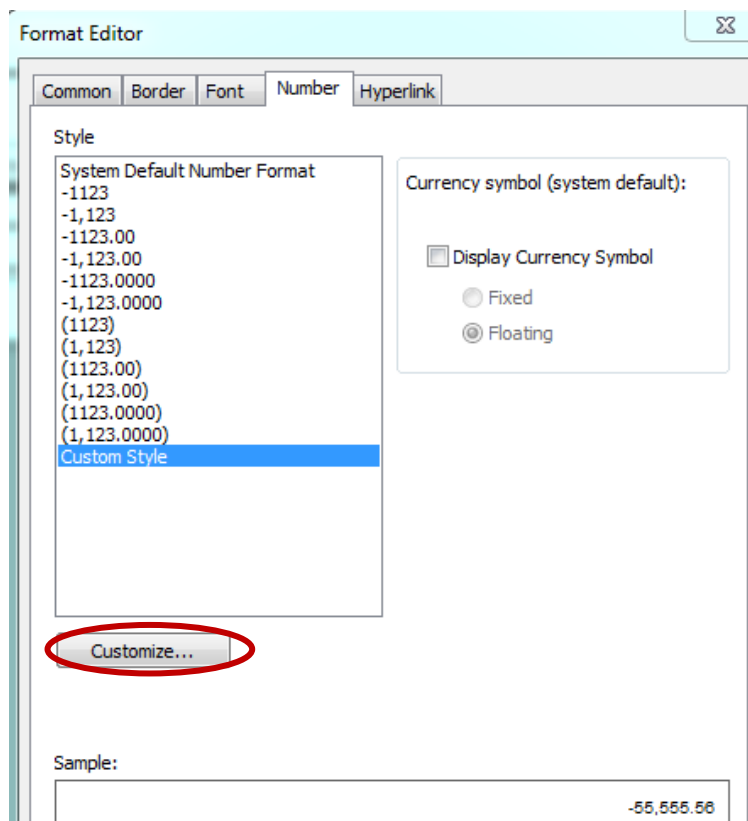 Format Editor
Common Border Font Number Hyperlink
Style
System Default Number Format
-1123
-1,123
-1123.00
-1,123.00
-1123.0000
-1,123.0000
(1123)
(1,123)
(1123.00)
(1,123.00)
(1123.0000)
(1,123.0000)
Custom Style
Currency symbol (system default):
Display Currency Symbol
Fixed
Floating
Customize...
Sample:
-55,555.56